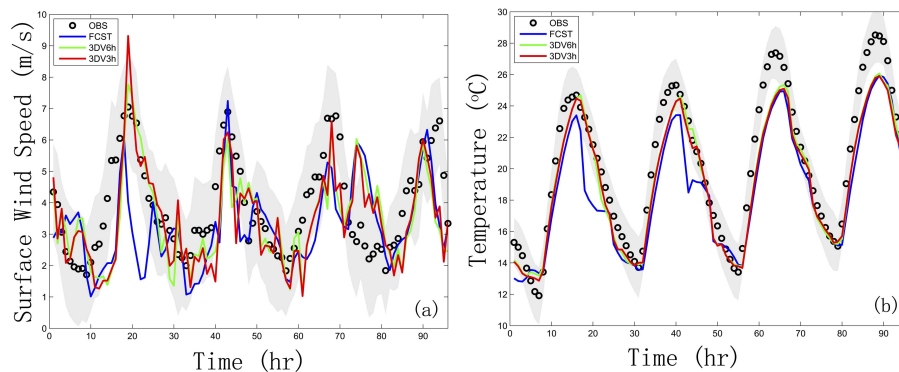 OBS
FCST
3DV6h
3DV3h
Surface Wind Speed (m/s)
10
9
8
7
6
5
4
3
2
1
0
0 10 20 30 40 50 60 70 80 90
Time (hr)
(a)
OBS
FCST
3DV6h
3DV3h
Temperature (oC)
30
28
26
24
22
20
18
16
14
12
0 10 20 30 40 50 60 70 80 90
Time (hr)
(b)